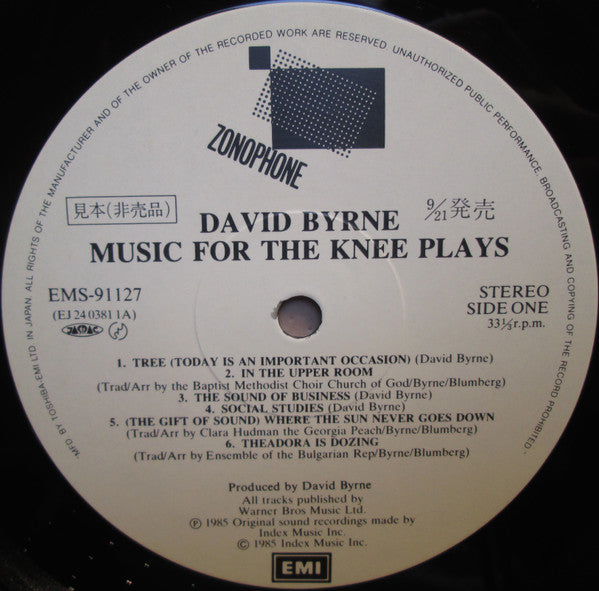 "MFD BY TOSHIBA-EMI LTD. IN JAPAN. ALL RIGHTS OF THE MANUFACTURER AND OF THE OWNER OF THE RECORDED WORK ARE RESERVED. UNAUTHORIZED PUBLIC PERFORMANCE, BROADCASTING AND COPYING OF THE RECORD PROHIBITED"
ZONOPHONE
見本(非売品)
9/21発売
DAVID BYRNE
MUSIC FOR THE KNEE PLAYS
EMS-91127
(EJ 24 0381 1A)
JASRAC
STEREO
SIDE ONE
33⅓r.p.m.
1. TREE (TODAY IS AN IMPORTANT OCCASION) (David Byrne)
2. IN THE UPPER ROOM
(Trad/Arr by the Baptist Methodist Choir Church of God/Byrne/Blumberg)
3. THE SOUND OF BUSINESS (David Byrne)
4. SOCIAL STUDIES (David Byrne)
5. (THE GIFT OF SOUND) WHERE THE SUN NEVER GOES DOWN
(Trad/Arr by Clara Hudman the Georgia Peach/Byrne/Blumberg)
6. THEADORA IS DOZING
(Trad/Arr by Ensemble of the Bulgarian Rep/Byrne/Blumberg)
Produced by David Byrne
All tracks published by
Warner Bros Music Ltd.
℗ 1985 Original sound recordings made by
Index Music Inc.
© 1985 Index Music Inc.
EMI